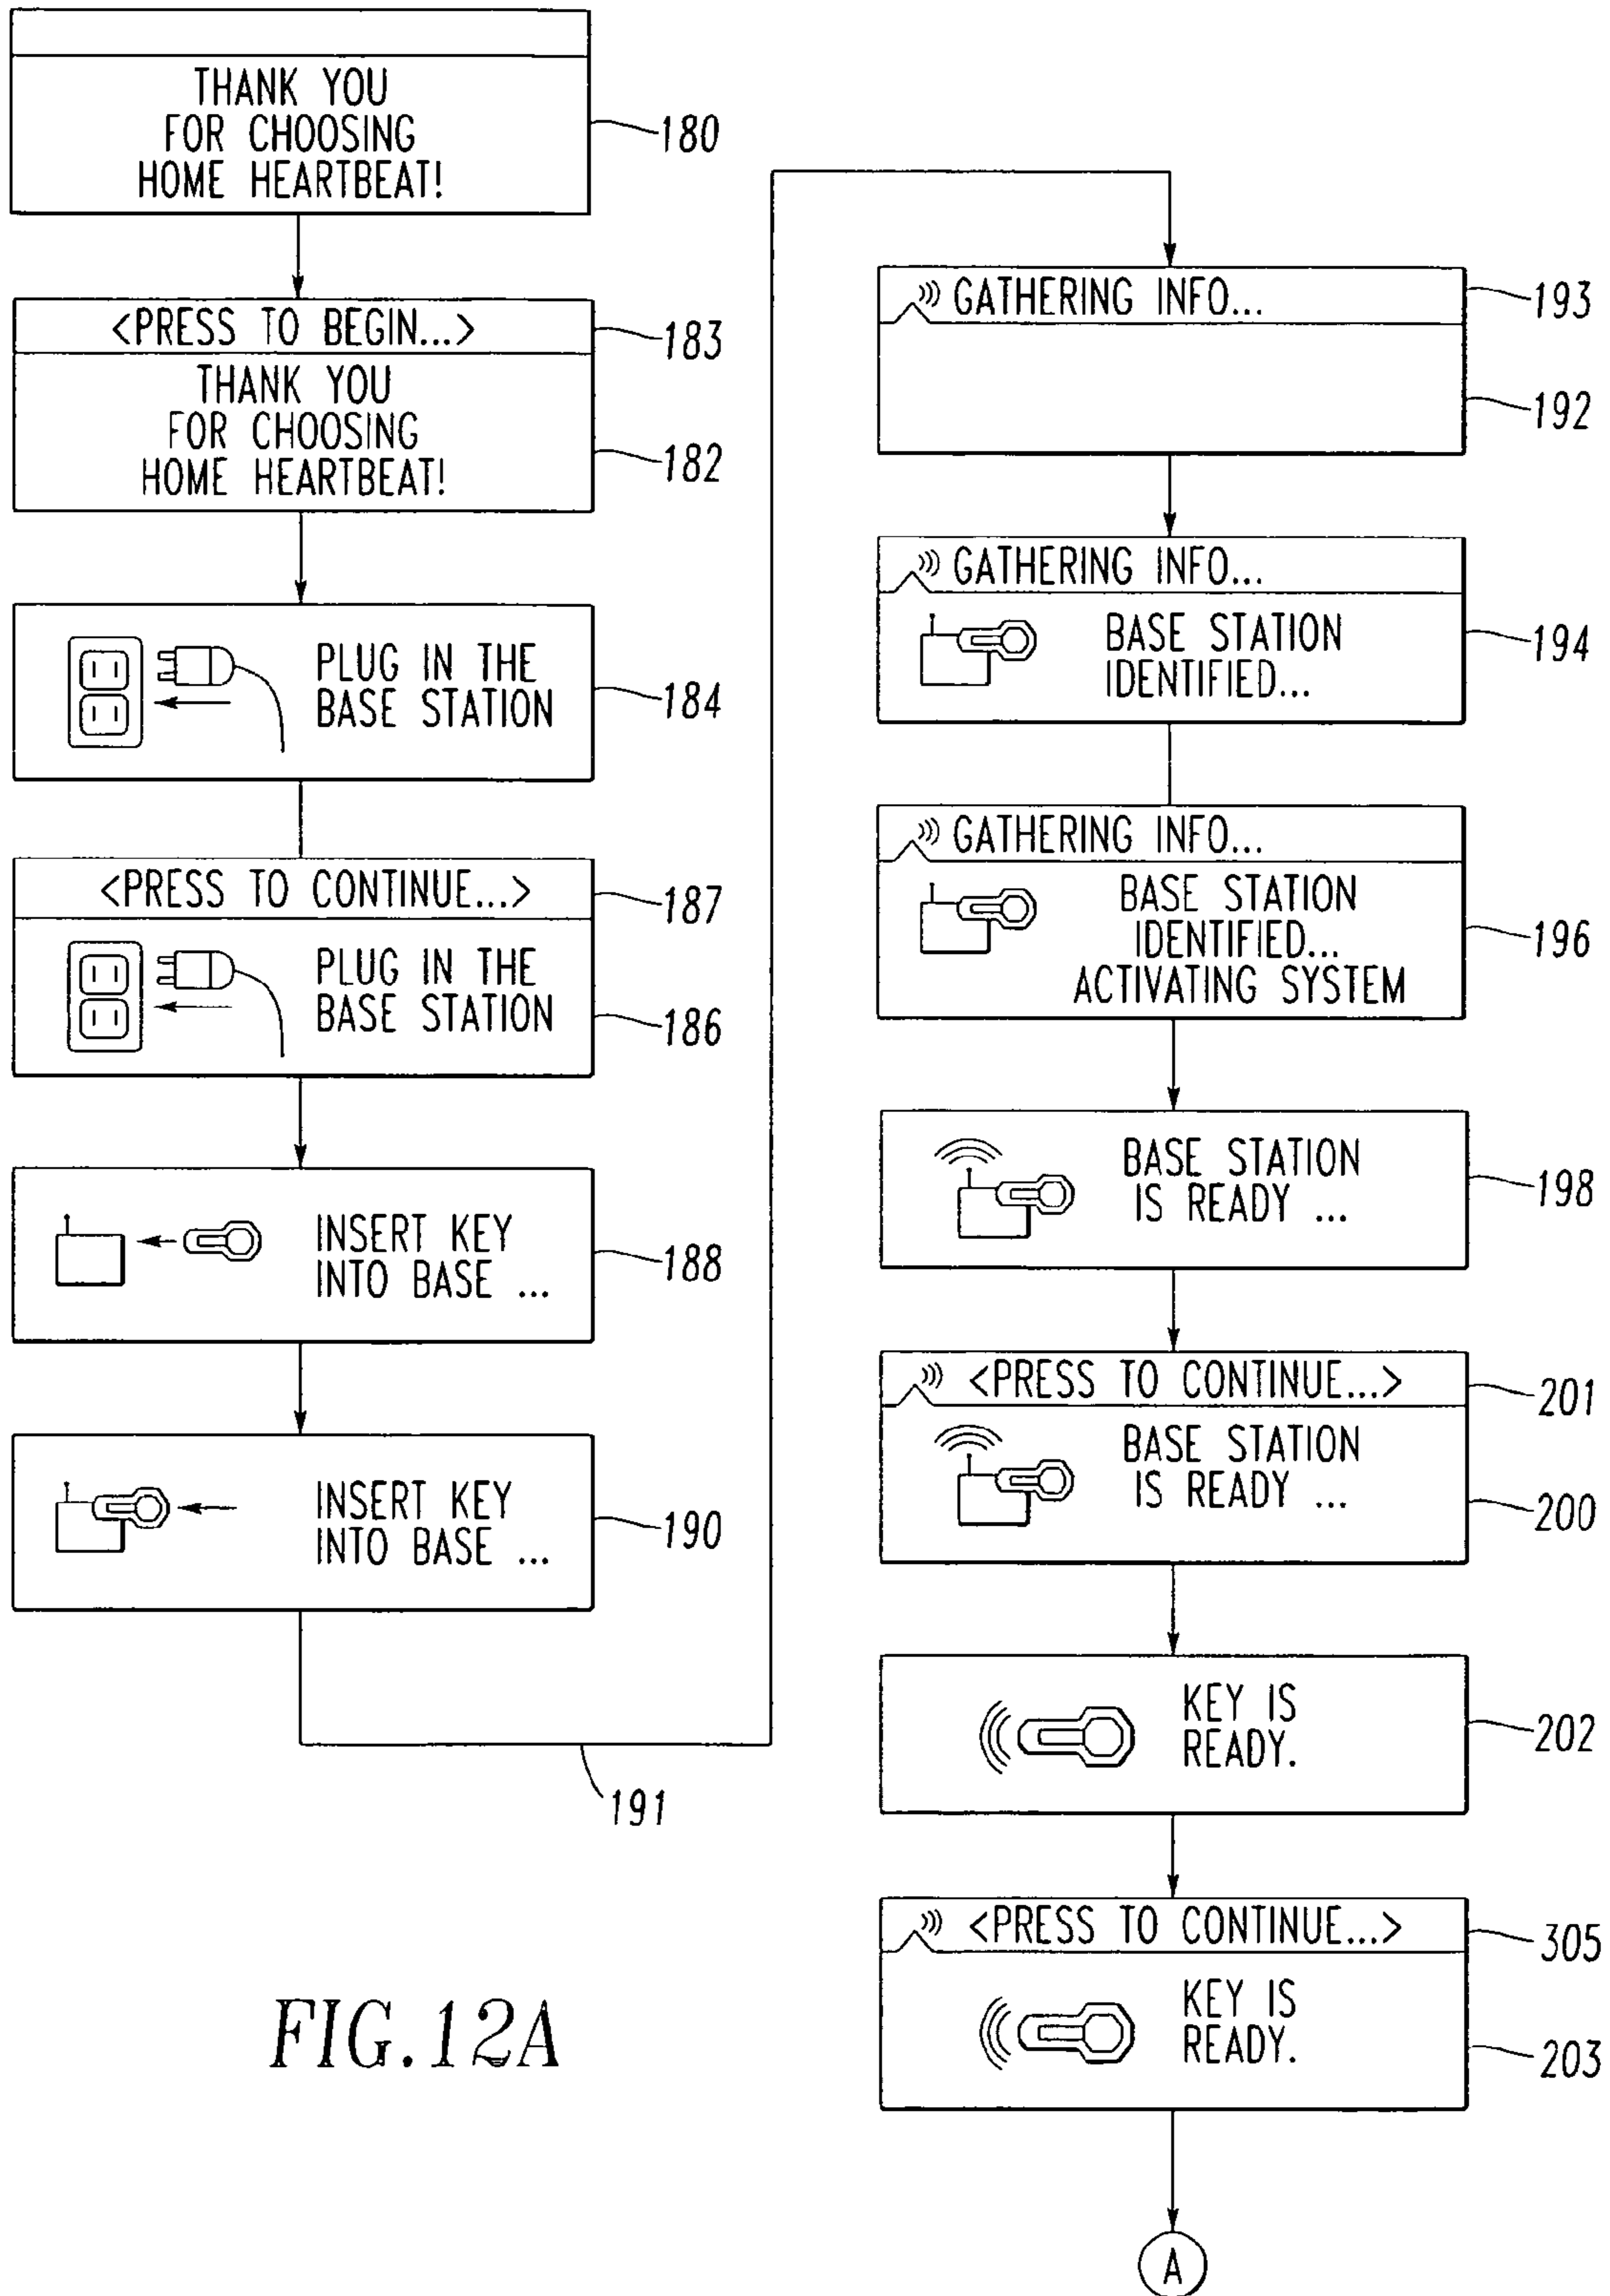 THANK YOU
FOR CHOOSING
HOME HEARTBEAT!
180
<PRESS TO BEGIN...>
183
THANK YOU
FOR CHOOSING
HOME HEARTBEAT!
182
PLUG IN THE
BASE STATION
184
<PRESS TO CONTINUE...>
187
PLUG IN THE
BASE STATION
186
INSERT KEY
INTO BASE ...
188
INSERT KEY
INTO BASE ...
190
191
GATHERING INFO...
193
192
GATHERING INFO...
BASE STATION
IDENTIFIED...
194
GATHERING INFO...
BASE STATION
IDENTIFIED...
ACTIVATING SYSTEM
196
BASE STATION
IS READY ...
198
<PRESS TO CONTINUE...>
201
BASE STATION
IS READY ...
200
KEY IS
READY.
202
<PRESS TO CONTINUE...>
305
KEY IS
READY.
203
A
FIG.12A